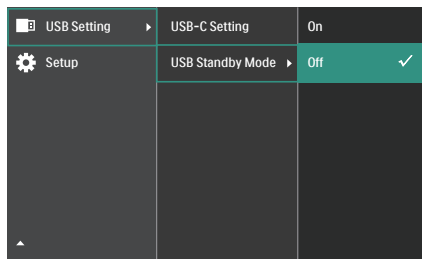 USB Setting
USB-C Setting
On
Setup
USB Standby Mode
Off